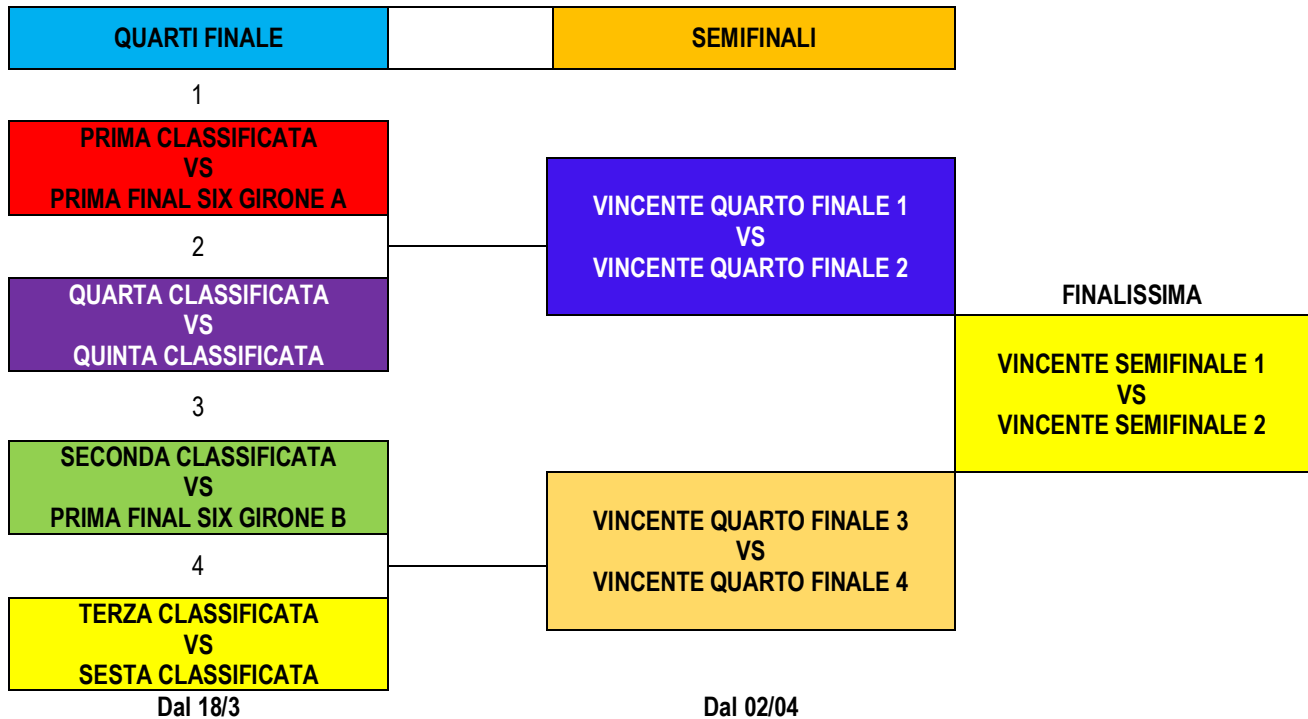 QUARTI FINALE
SEMIFINALI
1
PRIMA CLASSIFICATA
VS
PRIMA FINAL SIX GIRONE A
2
QUARTA CLASSIFICATA
VS
QUINTA CLASSIFICATA
3
SECONDA CLASSIFICATA
VS
PRIMA FINAL SIX GIRONE B
4
TERZA CLASSIFICATA
VS
SESTA CLASSIFICATA
Dal 18/3
VINCENTE QUARTO FINALE 1
VS
VINCENTE QUARTO FINALE 2
VINCENTE QUARTO FINALE 3
VS
VINCENTE QUARTO FINALE 4
Dal 02/04
FINALISSIMA
VINCENTE SEMIFINALE 1
VS
VINCENTE SEMIFINALE 2